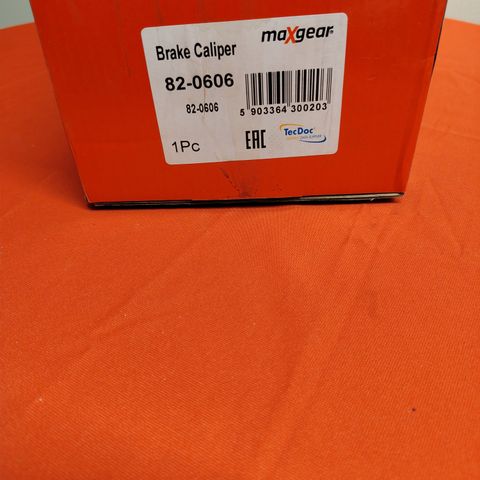 Brake Caliper
maxgear
82-0606
82-0606
5 903364 300203
1Pc
EAC
TecDoc